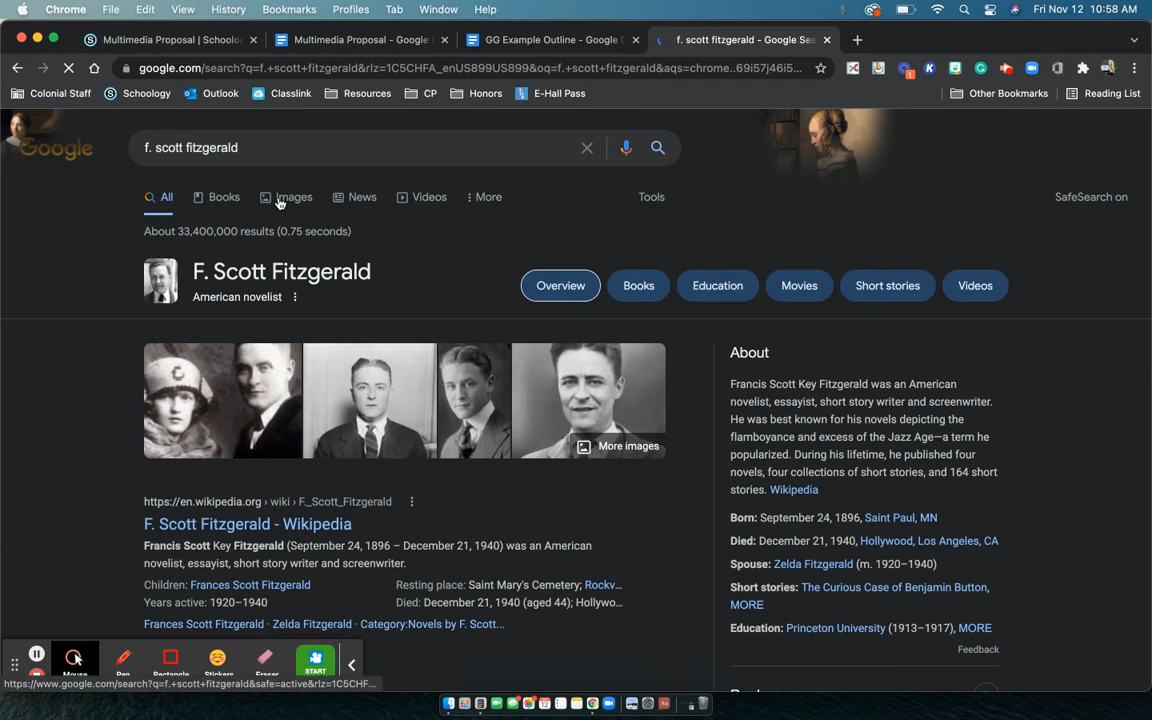 Chrome File Edit View History Bookmarks Profiles Tab Window Help Fri Nov 12 10:58 AM
Multimedia Proposal | Schoolo Multimedia Proposal - Google D GG Example Outline - Google D f. scott fitzgerald - Google Sea
google.com/search?q=f.+scott+fitzgerald&rlz=1C5CHFA_enUS899US899&oq=f.+scott+fitzgerald&aqs=chrome..69i57j46i5...
Colonial Staff Schoology Outlook Classlink Resources CP Honors E-Hall Pass Other Bookmarks Reading List
Google f. scott fitzgerald
All Books Images News Videos More Tools SafeSearch on
About 33,400,000 results (0.75 seconds)
F. Scott Fitzgerald
American novelist
Overview Books Education Movies Short stories Videos
More images
https://en.wikipedia.org › wiki › F._Scott_Fitzgerald
F. Scott Fitzgerald - Wikipedia
Francis Scott Key Fitzgerald (September 24, 1896 – December 21, 1940) was an American
novelist, essayist, short story writer and screenwriter.
Children: Frances Scott Fitzgerald Resting place: Saint Mary's Cemetery; Rockv...
Years active: 1920–1940 Died: December 21, 1940 (aged 44); Hollywo...
Frances Scott Fitzgerald · Zelda Fitzgerald · Category:Novels by F. Scott...
About
Francis Scott Key Fitzgerald was an American
novelist, essayist, short story writer and screenwriter.
He was best known for his novels depicting the
flamboyance and excess of the Jazz Age—a term he
popularized. During his lifetime, he published four
novels, four collections of short stories, and 164 short
stories. Wikipedia
Born: September 24, 1896, Saint Paul, MN
Died: December 21, 1940, Hollywood, Los Angeles, CA
Spouse: Zelda Fitzgerald (m. 1920–1940)
Short stories: The Curious Case of Benjamin Button,
MORE
Education: Princeton University (1913–1917), MORE
Feedback
Mouse Pen Rectangle Stickers Eraser START
https://www.google.com/search?q=f.+scott+fitzgerald&safe=active&rlz=1C5CHF...